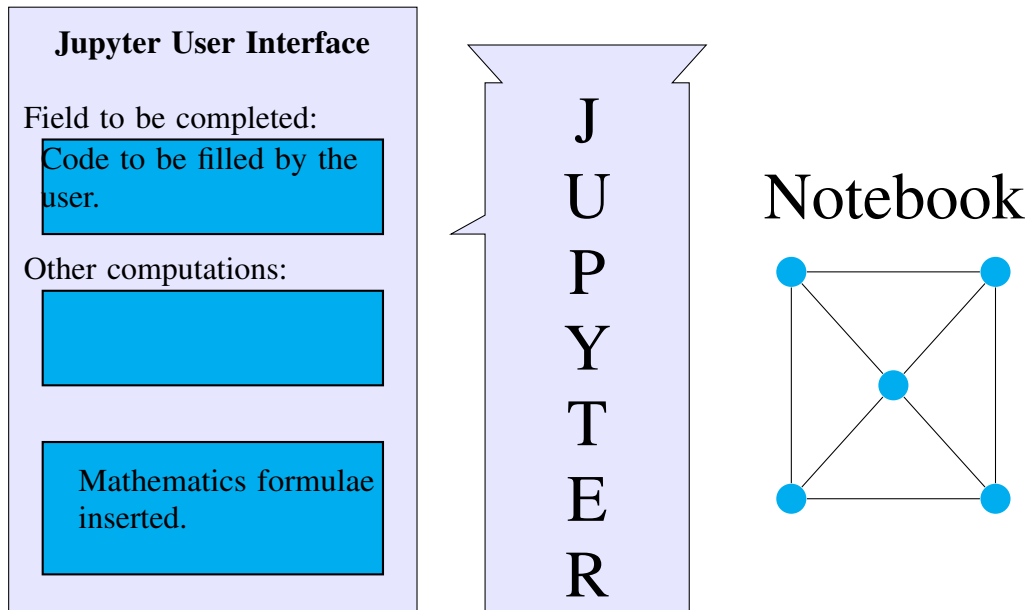 Jupyter User Interface
Field to be completed:
Code to be filled by the
user.
Other computations:
Mathematics formulae
inserted.
J
U
P
Y
T
E
R
Notebook